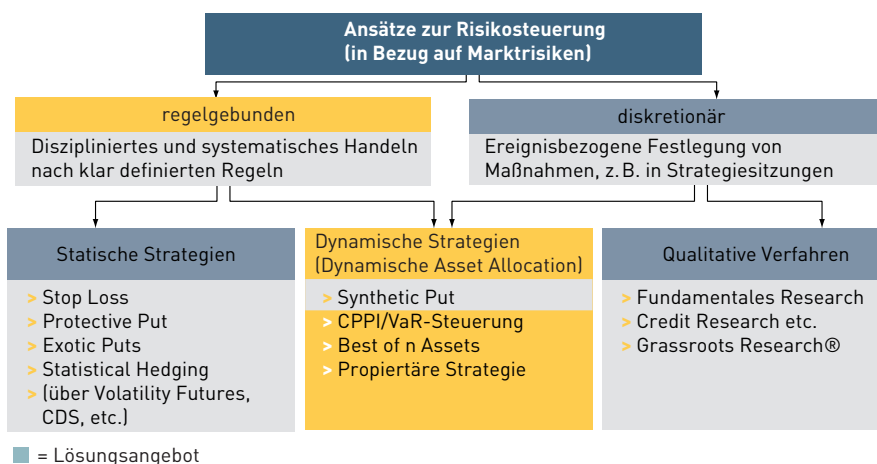 Ansätze zur Risikosteuerung
(in Bezug auf Marktrisiken)
regelgebunden
Diszipliniertes und systematisches Handeln
nach klar definierten Regeln
diskretionär
Ereignisbezogene Festlegung von
Maßnahmen, z. B. in Strategiesitzungen
Statische Strategien
> Stop Loss
> Protective Put
> Exotic Puts
> Statistical Hedging
> (über Volatility Futures,
CDS, etc.)
Dynamische Strategien
(Dynamische Asset Allocation)
> Synthetic Put
> CPPI/VaR-Steuerung
> Best of n Assets
> Propiertäre Strategie
Qualitative Verfahren
> Fundamentales Research
> Credit Research etc.
> Grassroots Research®
= Lösungsangebot